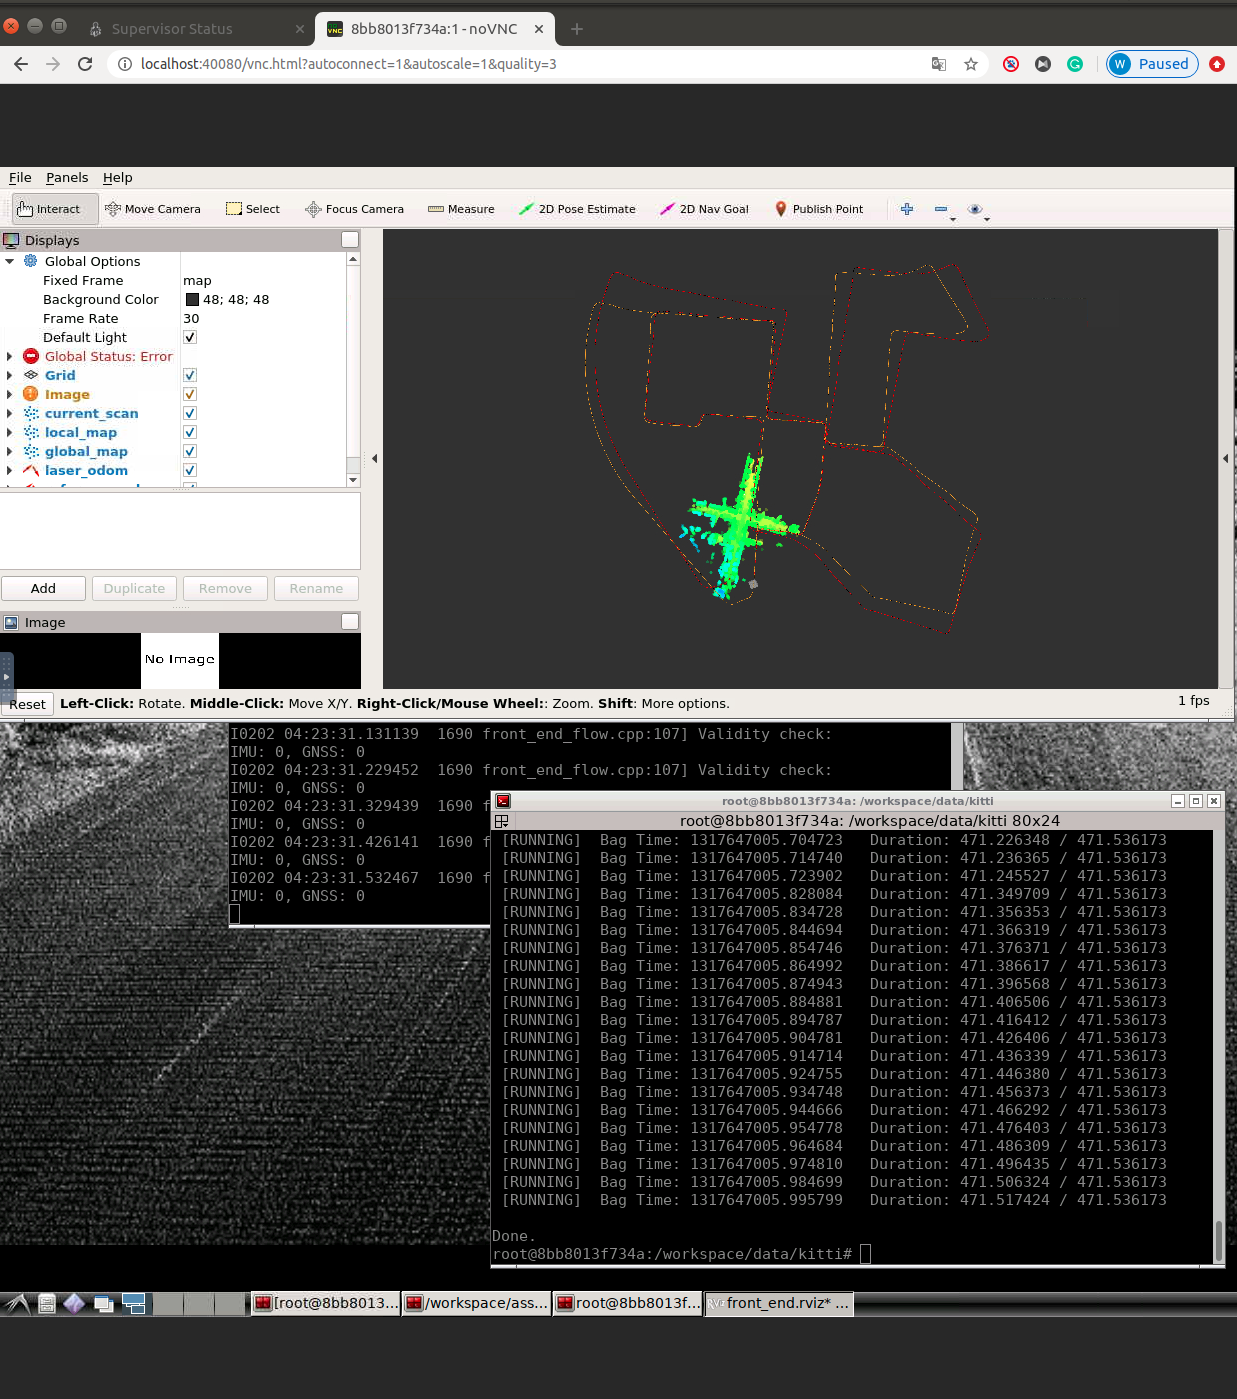 Supervisor Status
8bb8013f734a:1 - noVNC
localhost:40080/vnc.html?autoconnect=1&autoscale=1&quality=3
W Paused
File Panels Help
Interact Move Camera Select Focus Camera Measure 2D Pose Estimate 2D Nav Goal Publish Point
Displays
Global Options
Fixed Frame map
Background Color 48; 48; 48
Frame Rate 30
Default Light
Global Status: Error
Grid
Image
current_scan
local_map
global_map
laser_odom
Add Duplicate Remove Rename
Image
No Image
Reset Left-Click: Rotate. Middle-Click: Move X/Y. Right-Click/Mouse Wheel:: Zoom. Shift: More options. 1 fps
I0202 04:23:31.131139  1690 front_end_flow.cpp:107] Validity check:
IMU: 0, GNSS: 0
I0202 04:23:31.229452  1690 front_end_flow.cpp:107] Validity check:
IMU: 0, GNSS: 0
I0202 04:23:31.329439  1690 f
IMU: 0, GNSS: 0
I0202 04:23:31.426141  1690 f
IMU: 0, GNSS: 0
I0202 04:23:31.532467  1690 f
IMU: 0, GNSS: 0
root@8bb8013f734a: /workspace/data/kitti
root@8bb8013f734a: /workspace/data/kitti 80x24
[RUNNING]  Bag Time: 1317647005.704723   Duration: 471.226348 / 471.536173
[RUNNING]  Bag Time: 1317647005.714740   Duration: 471.236365 / 471.536173
[RUNNING]  Bag Time: 1317647005.723902   Duration: 471.245527 / 471.536173
[RUNNING]  Bag Time: 1317647005.828084   Duration: 471.349709 / 471.536173
[RUNNING]  Bag Time: 1317647005.834728   Duration: 471.356353 / 471.536173
[RUNNING]  Bag Time: 1317647005.844694   Duration: 471.366319 / 471.536173
[RUNNING]  Bag Time: 1317647005.854746   Duration: 471.376371 / 471.536173
[RUNNING]  Bag Time: 1317647005.864992   Duration: 471.386617 / 471.536173
[RUNNING]  Bag Time: 1317647005.874943   Duration: 471.396568 / 471.536173
[RUNNING]  Bag Time: 1317647005.884881   Duration: 471.406506 / 471.536173
[RUNNING]  Bag Time: 1317647005.894787   Duration: 471.416412 / 471.536173
[RUNNING]  Bag Time: 1317647005.904781   Duration: 471.426406 / 471.536173
[RUNNING]  Bag Time: 1317647005.914714   Duration: 471.436339 / 471.536173
[RUNNING]  Bag Time: 1317647005.924755   Duration: 471.446380 / 471.536173
[RUNNING]  Bag Time: 1317647005.934748   Duration: 471.456373 / 471.536173
[RUNNING]  Bag Time: 1317647005.944666   Duration: 471.466292 / 471.536173
[RUNNING]  Bag Time: 1317647005.954778   Duration: 471.476403 / 471.536173
[RUNNING]  Bag Time: 1317647005.964684   Duration: 471.486309 / 471.536173
[RUNNING]  Bag Time: 1317647005.974810   Duration: 471.496435 / 471.536173
[RUNNING]  Bag Time: 1317647005.984699   Duration: 471.506324 / 471.536173
[RUNNING]  Bag Time: 1317647005.995799   Duration: 471.517424 / 471.536173
Done.
root@8bb8013f734a:/workspace/data/kitti#
[root@8bb8013... /workspace/ass... root@8bb8013f... front_end.rviz* ...